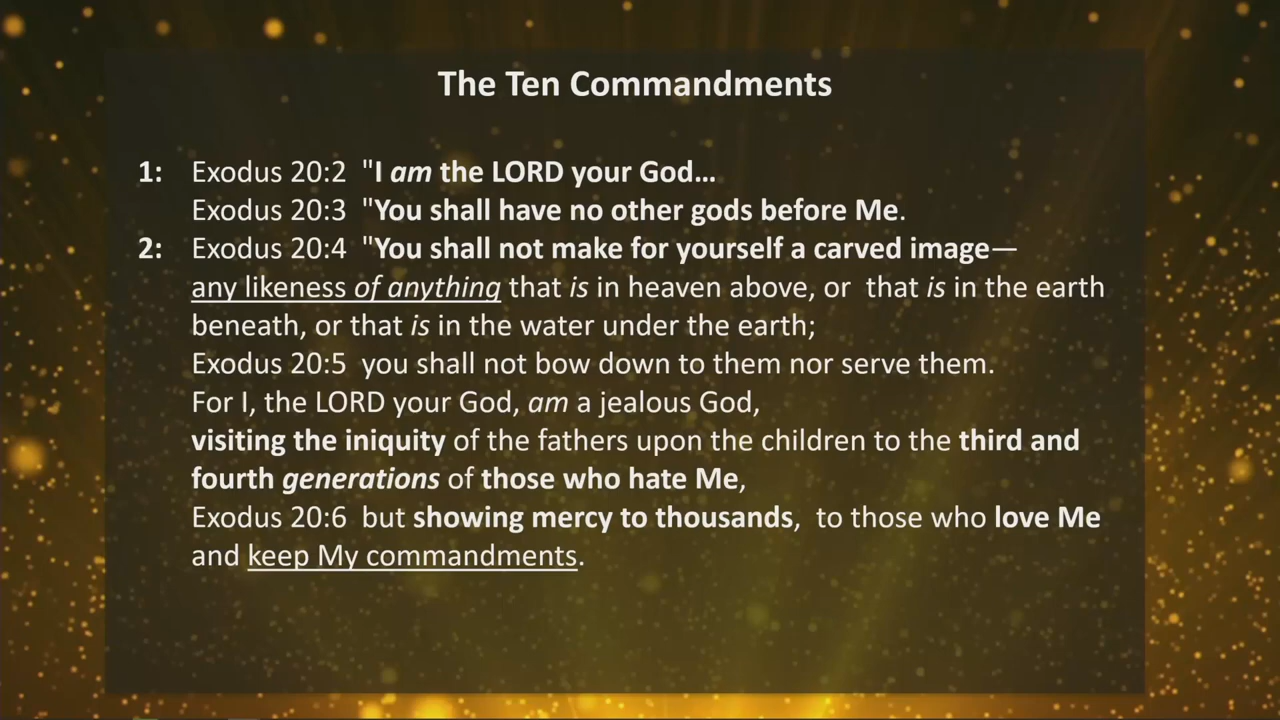 The Ten Commandments
1: Exodus 20:2 "I am the LORD your God…
Exodus 20:3 "You shall have no other gods before Me.
2: Exodus 20:4 "You shall not make for yourself a carved image—
any likeness of anything that is in heaven above, or that is in the earth
beneath, or that is in the water under the earth;
Exodus 20:5 you shall not bow down to them nor serve them.
For I, the LORD your God, am a jealous God,
visiting the iniquity of the fathers upon the children to the third and
fourth generations of those who hate Me,
Exodus 20:6 but showing mercy to thousands, to those who love Me
and keep My commandments.